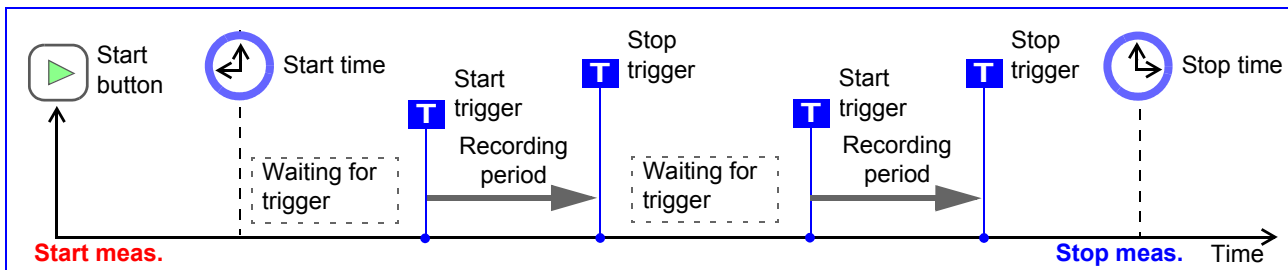 Start
button
Start time
T
Start
trigger
T
Stop
trigger
T
Start
trigger
T
Stop
trigger
Stop time
Waiting for
trigger
Recording
period
Waiting for
trigger
Recording
period
Start meas.
Stop meas.
Time